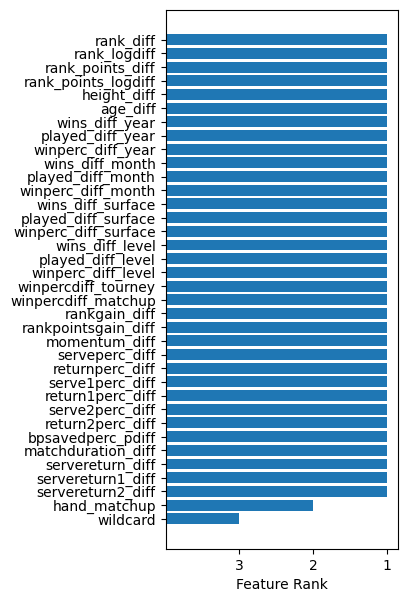 rank_diff
rank_logdiff
rank_points_diff
rank_points_logdiff
height_diff
age_diff
wins_diff_year
played_diff_year
winperc_diff_year
wins_diff_month
played_diff_month
winperc_diff_month
wins_diff_surface
played_diff_surface
winperc_diff_surface
wins_diff_level
played_diff_level
winperc_diff_level
winpercdiff_tourney
winpercdiff_matchup
rankgain_diff
rankpointsgain_diff
momentum_diff
serveperc_diff
returnperc_diff
serve1perc_diff
return1perc_diff
serve2perc_diff
return2perc_diff
bpsavedperc_pdiff
matchduration_diff
servereturn_diff
servereturn1_diff
servereturn2_diff
hand_matchup
wildcard
3 2 1
Feature Rank